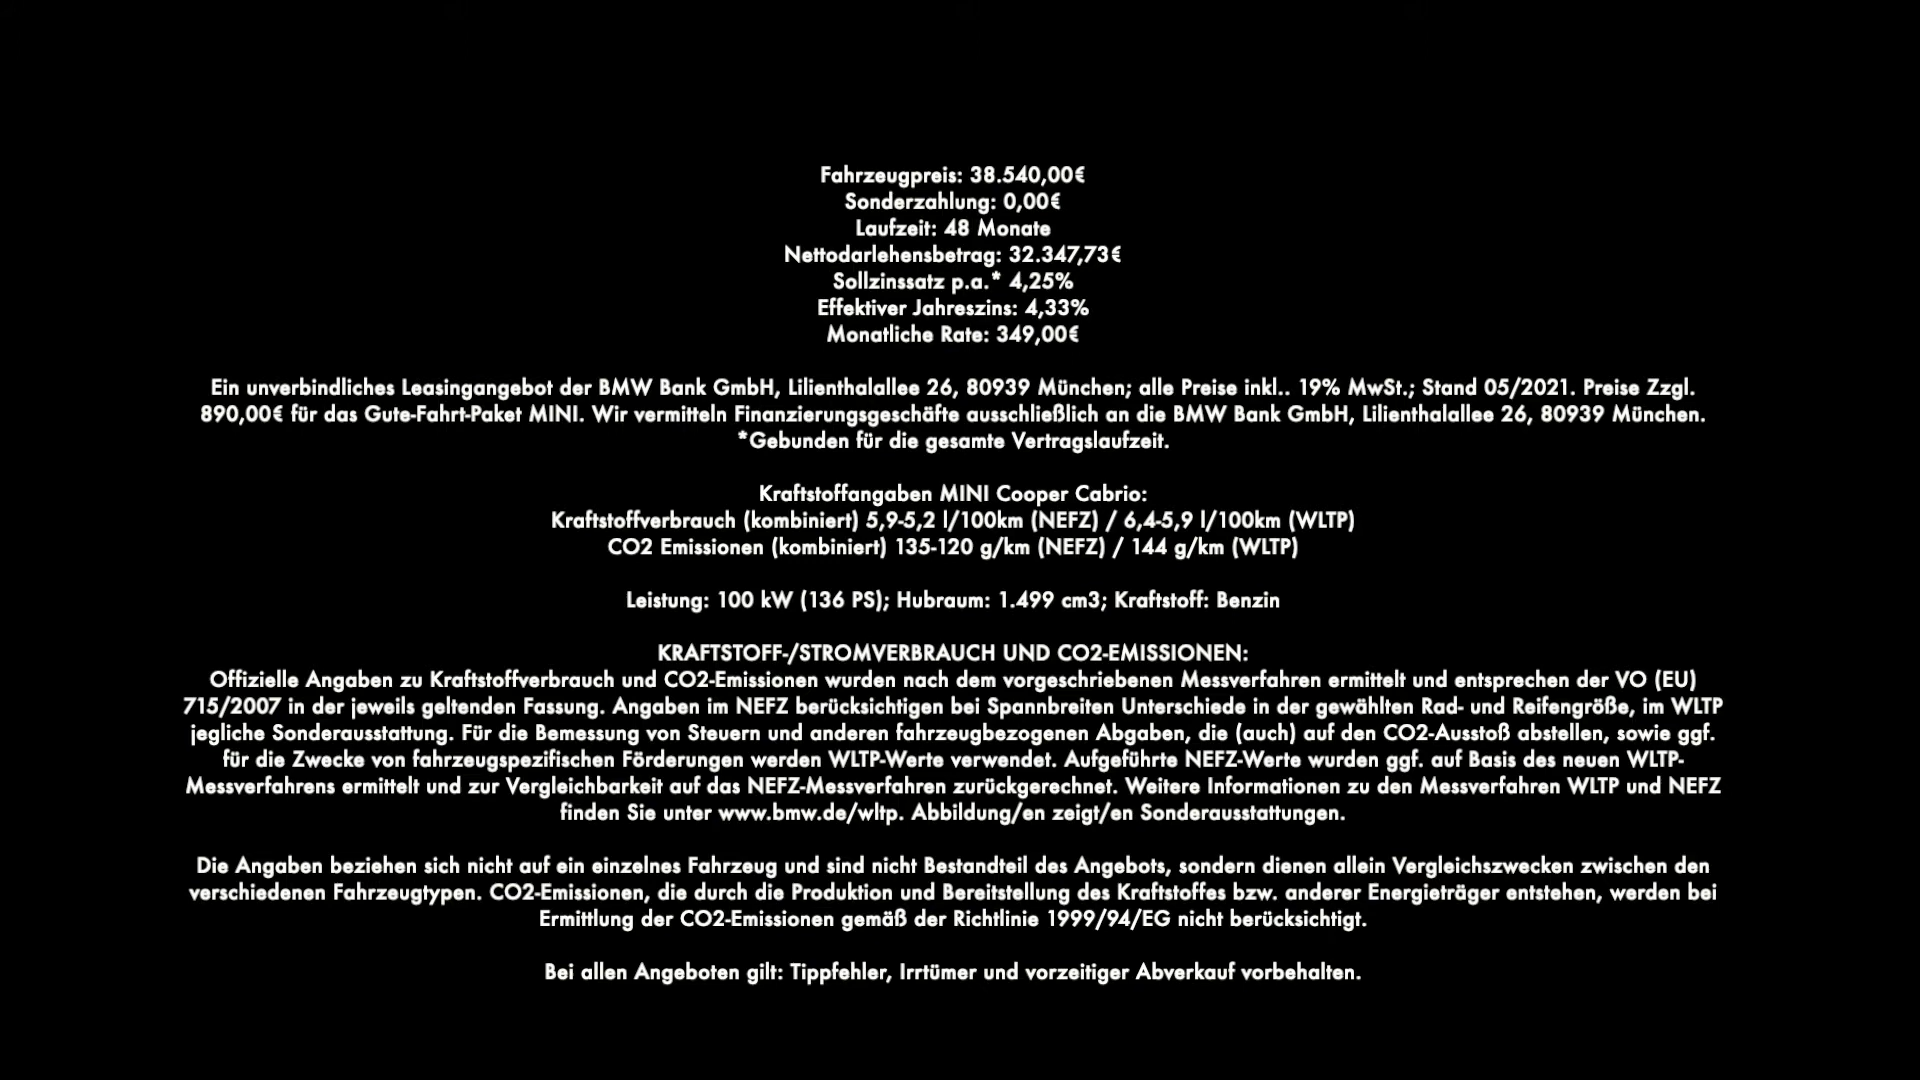 Fahrzeugpreis: 38.540,00€
Sonderzahlung: 0,00€
Laufzeit: 48 Monate
Nettodarlehensbetrag: 32.347,73€
Sollzinssatz p.a.* 4,25%
Effektiver Jahreszins: 4,33%
Monatliche Rate: 349,00€
Ein unverbindliches Leasingangebot der BMW Bank GmbH, Lilienthalallee 26, 80939 München; alle Preise inkl.. 19% MwSt.; Stand 05/2021. Preise Zzgl.
890,00€ für das Gute-Fahrt-Paket MINI. Wir vermitteln Finanzierungsgeschäfte ausschließlich an die BMW Bank GmbH, Lilienthalallee 26, 80939 München.
*Gebunden für die gesamte Vertragslaufzeit.
Kraftstoffangaben MINI Cooper Cabrio:
Kraftstoffverbrauch (kombiniert) 5,9-5,2 l/100km (NEFZ) / 6,4-5,9 l/100km (WLTP)
CO2 Emissionen (kombiniert) 135-120 g/km (NEFZ) / 144 g/km (WLTP)
Leistung: 100 kW (136 PS); Hubraum: 1.499 cm3; Kraftstoff: Benzin
KRAFTSTOFF-/STROMVERBRAUCH UND CO2-EMISSIONEN:
Offizielle Angaben zu Kraftstoffverbrauch und CO2-Emissionen wurden nach dem vorgeschriebenen Messverfahren ermittelt und entsprechen der VO (EU)
715/2007 in der jeweils geltenden Fassung. Angaben im NEFZ berücksichtigen bei Spannbreiten Unterschiede in der gewählten Rad- und Reifengröße, im WLTP
jegliche Sonderausstattung. Für die Bemessung von Steuern und anderen fahrzeugbezogenen Abgaben, die (auch) auf den CO2-Ausstoß abstellen, sowie ggf.
für die Zwecke von fahrzeugspezifischen Förderungen werden WLTP-Werte verwendet. Aufgeführte NEFZ-Werte wurden ggf. auf Basis des neuen WLTP-
Messverfahrens ermittelt und zur Vergleichbarkeit auf das NEFZ-Messverfahren zurückgerechnet. Weitere Informationen zu den Messverfahren WLTP und NEFZ
finden Sie unter www.bmw.de/wltp. Abbildung/en zeigt/en Sonderausstattungen.
Die Angaben beziehen sich nicht auf ein einzelnes Fahrzeug und sind nicht Bestandteil des Angebots, sondern dienen allein Vergleichszwecken zwischen den
verschiedenen Fahrzeugtypen. CO2-Emissionen, die durch die Produktion und Bereitstellung des Kraftstoffes bzw. anderer Energieträger entstehen, werden bei
Ermittlung der CO2-Emissionen gemäß der Richtlinie 1999/94/EG nicht berücksichtigt.
Bei allen Angeboten gilt: Tippfehler, Irrtümer und vorzeitiger Abverkauf vorbehalten.